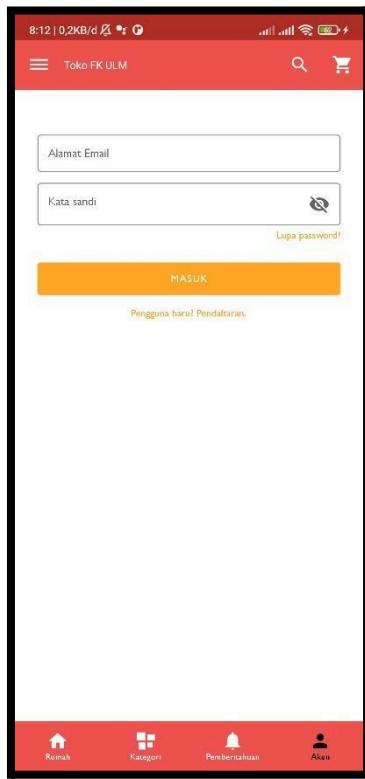 8:12 | 0,2KB/d
62
Toko FK ULM
Alamat Email
Kata sandi
Lupa password?
MASUK
Pengguna baru? Pendaftaran.
Rumah
Kategori
Pemberitahuan
Akun